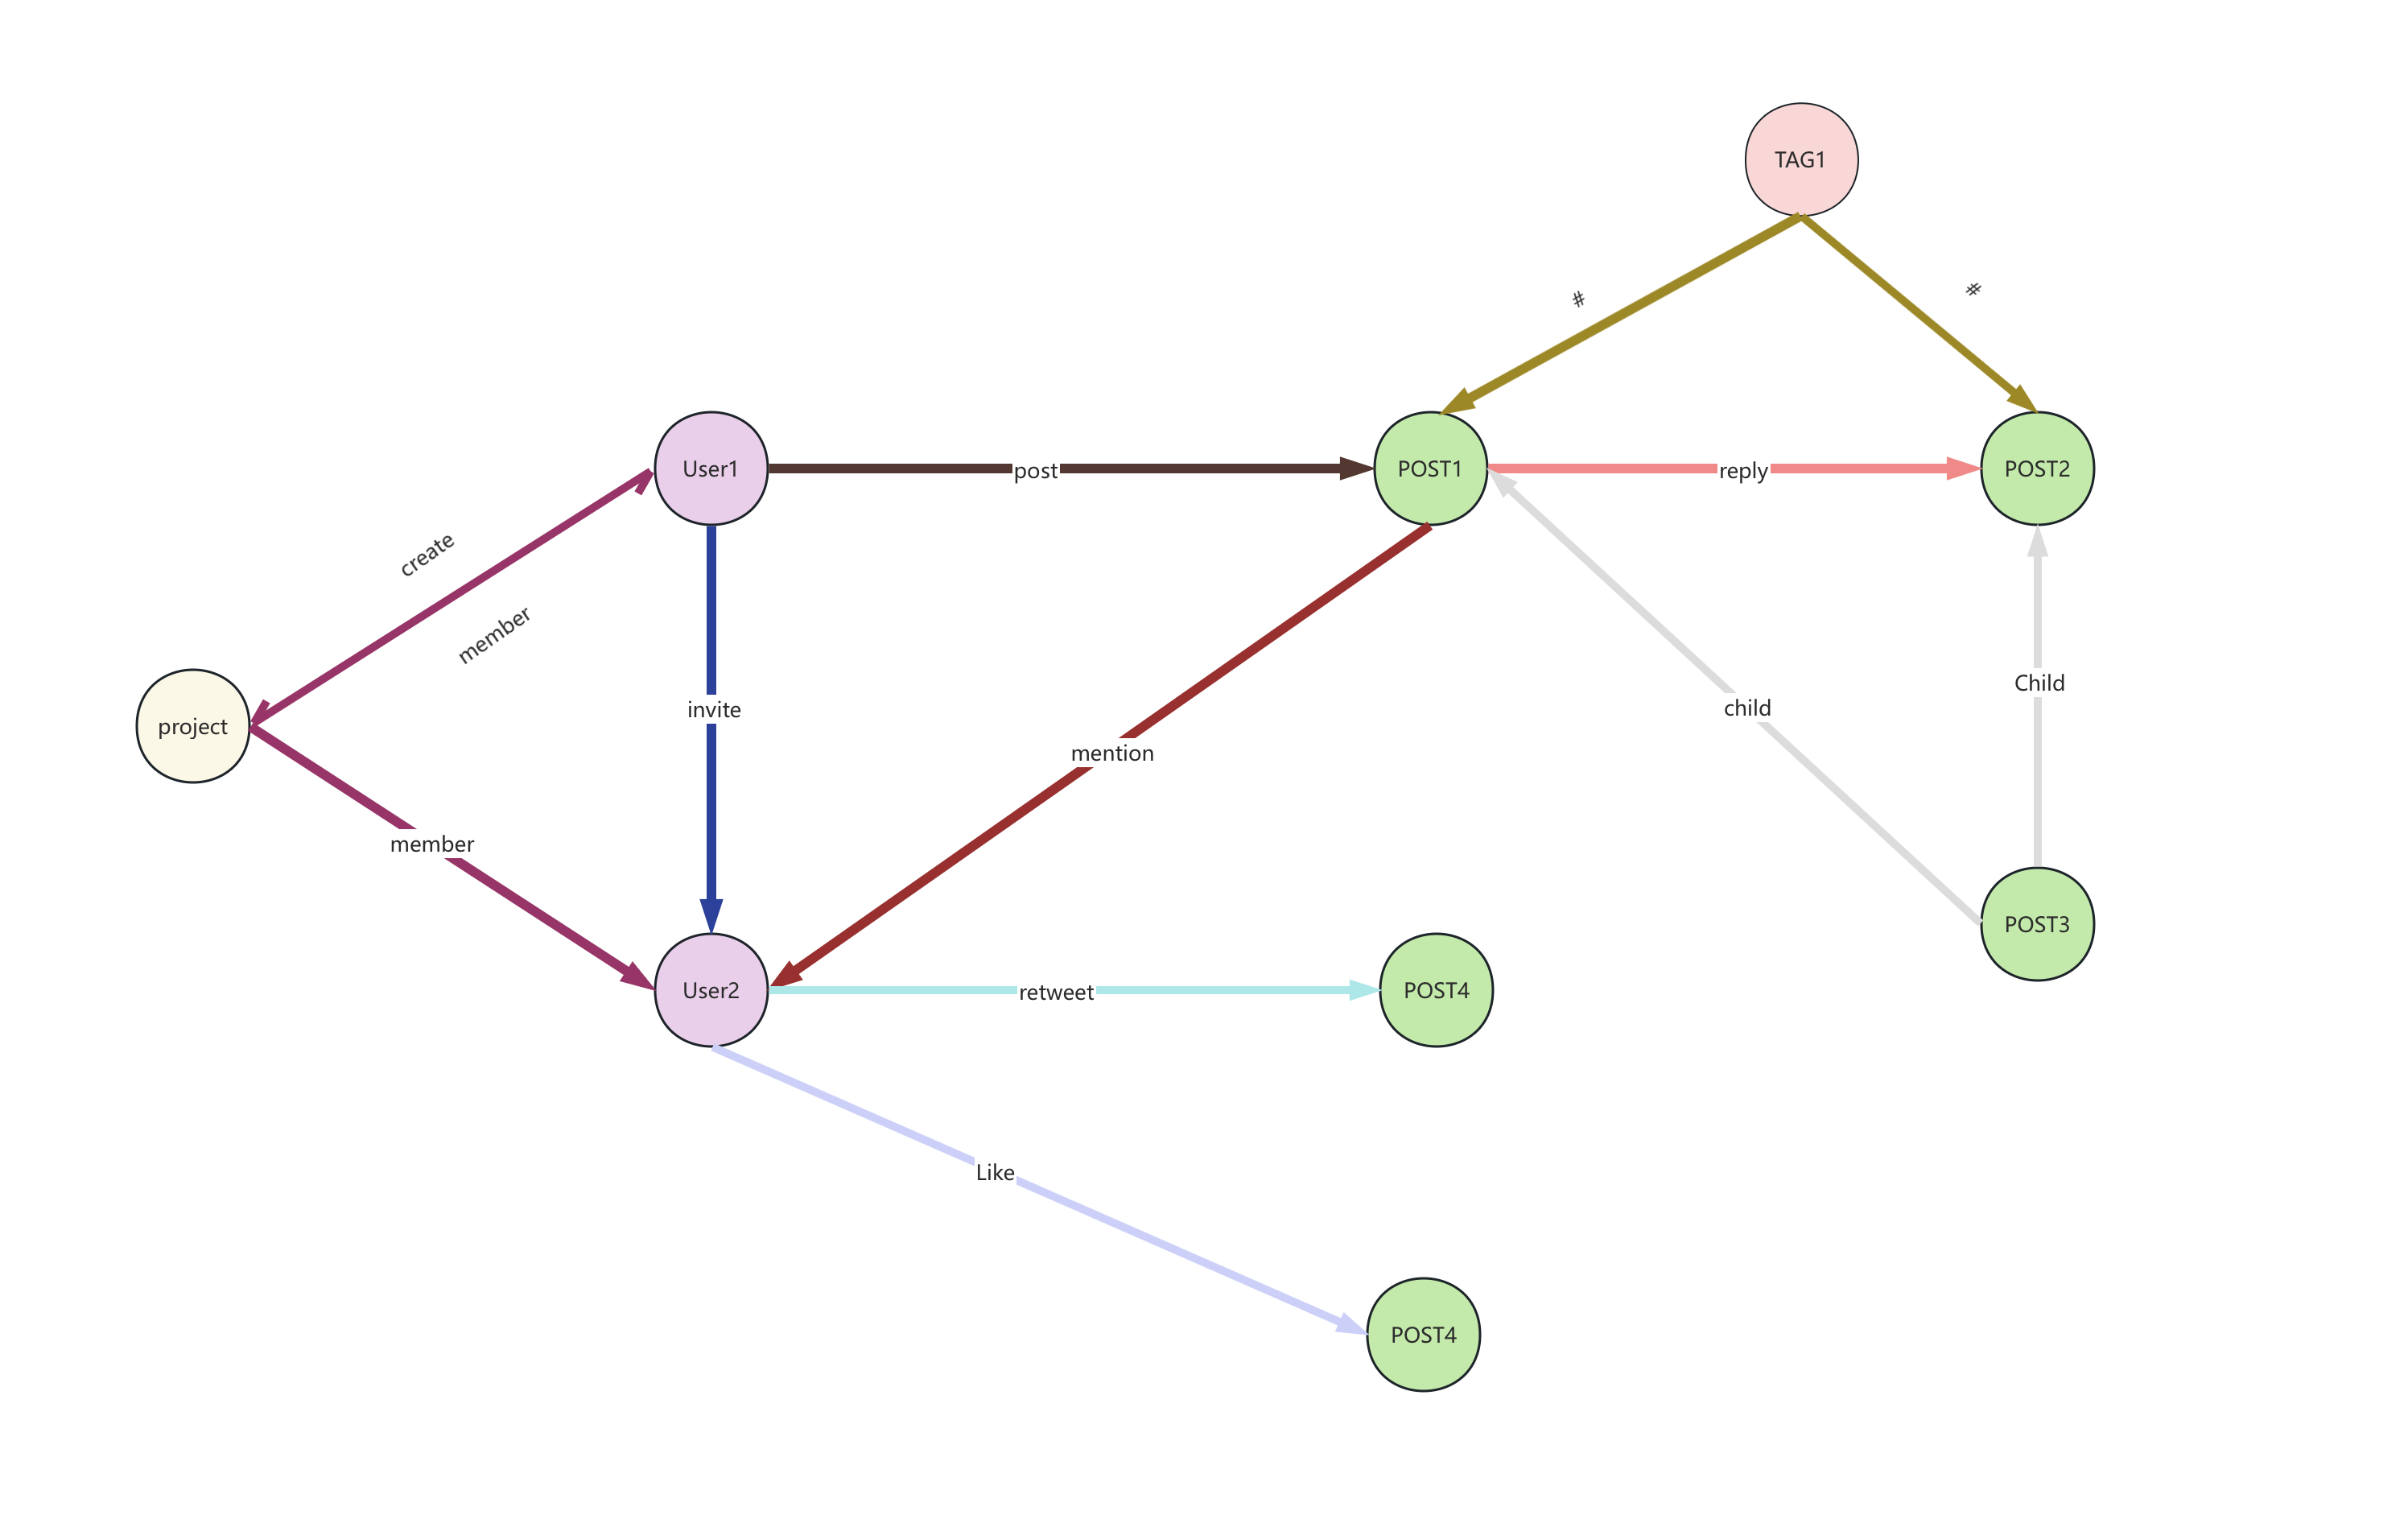 TAG1
#
#
User1
post
POST1
reply
POST2
create
member
project
invite
mention
child
Child
member
User2
retweet
POST4
POST3
Like
POST4